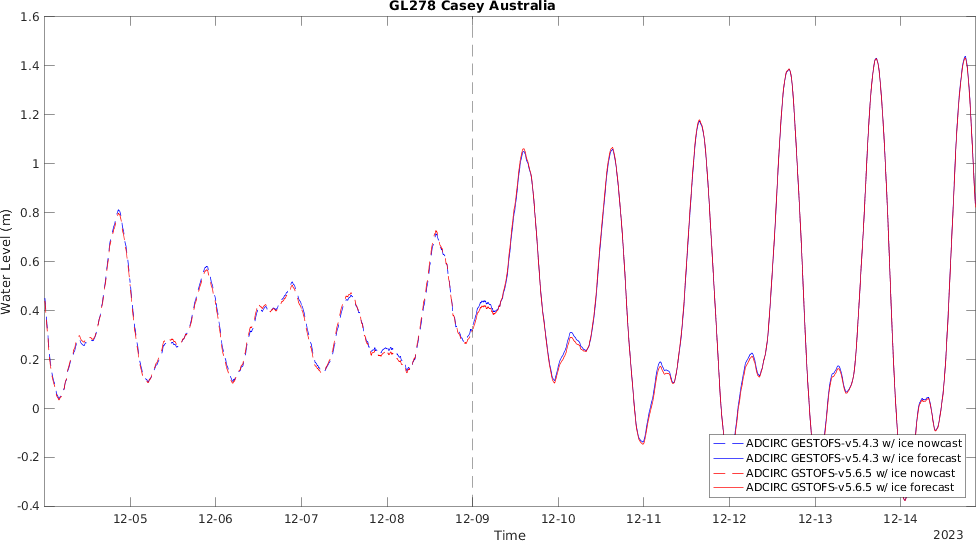 GL278 Casey Australia
1.6
1.4
1.2
1
0.8
0.6
0.4
0.2
0
-0.2
-0.4
Water Level (m)
ADCIRC GESTOFS-v5.4.3 w/ ice nowcast
ADCIRC GESTOFS-v5.4.3 w/ ice forecast
ADCIRC GSTOFS-v5.6.5 w/ ice nowcast
ADCIRC GSTOFS-v5.6.5 w/ ice forecast
12-05 12-06 12-07 12-08 12-09 12-10 12-11 12-12 12-13 12-14
Time
2023